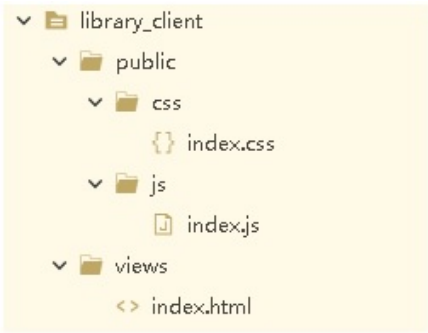 library_client
public
css
index.css
js
index.js
views
index.html